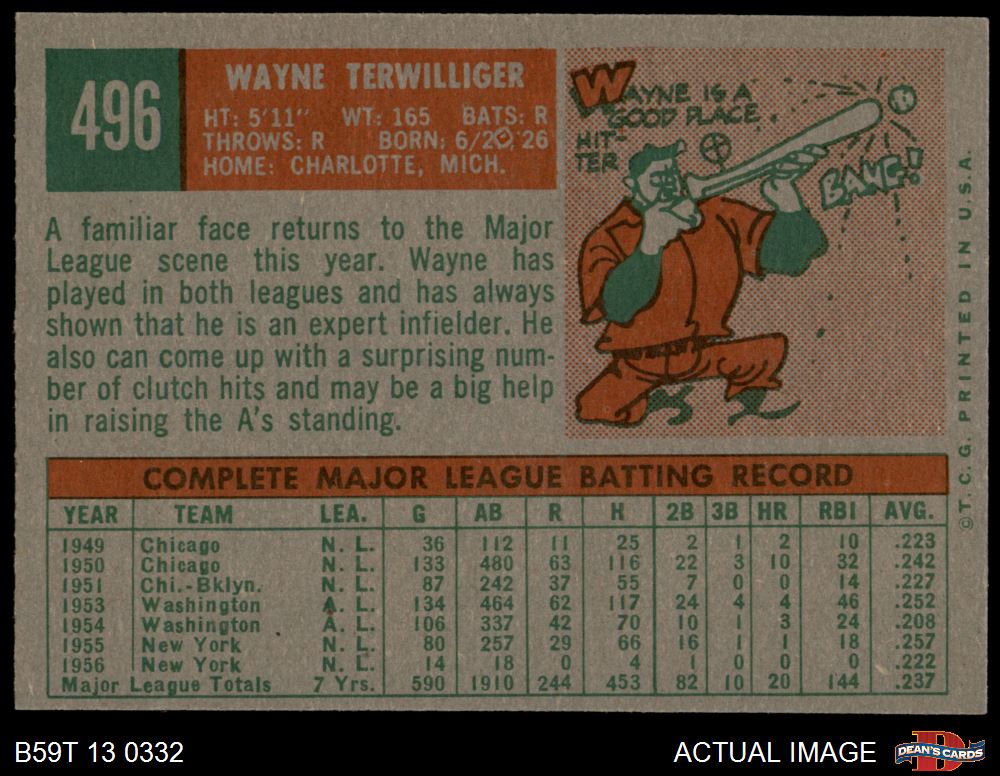 496
WAYNE TERWILLIGER
HT: 5'11" WT: 165 BATS: R
THROWS: R BORN: 6/20/26
HOME: CHARLOTTE, MICH.
WAYNE IS A
GOOD PLACE
HIT-
TER
BANG!
A familiar face returns to the Major
League scene this year. Wayne has
played in both leagues and has always
shown that he is an expert infielder. He
also can come up with a surprising num-
ber of clutch hits and may be a big help
in raising the A's standing.
COMPLETE MAJOR LEAGUE BATTING RECORD
YEAR TEAM LEA. G AB R H 2B 3B HR RBI AVG.
1949 Chicago N. L. 36 112 11 25 2 1 2 10 .223
1950 Chicago N. L. 133 480 63 116 22 3 10 32 .242
1951 Chi.-Bklyn. N. L. 87 242 37 55 7 0 0 14 .227
1953 Washington A. L. 134 464 62 117 24 4 4 46 .252
1954 Washington A. L. 106 337 42 70 10 1 3 24 .208
1955 New York N. L. 80 257 29 66 16 1 1 18 .257
1956 New York N. L. 14 18 0 4 1 0 0 0 .222
Major League Totals 7 Yrs. 590 1910 244 453 82 10 20 144 .237
©T.C.G. PRINTED IN U.S.A.
B59T 13 0332 ACTUAL IMAGE
DEAN'S CARDS